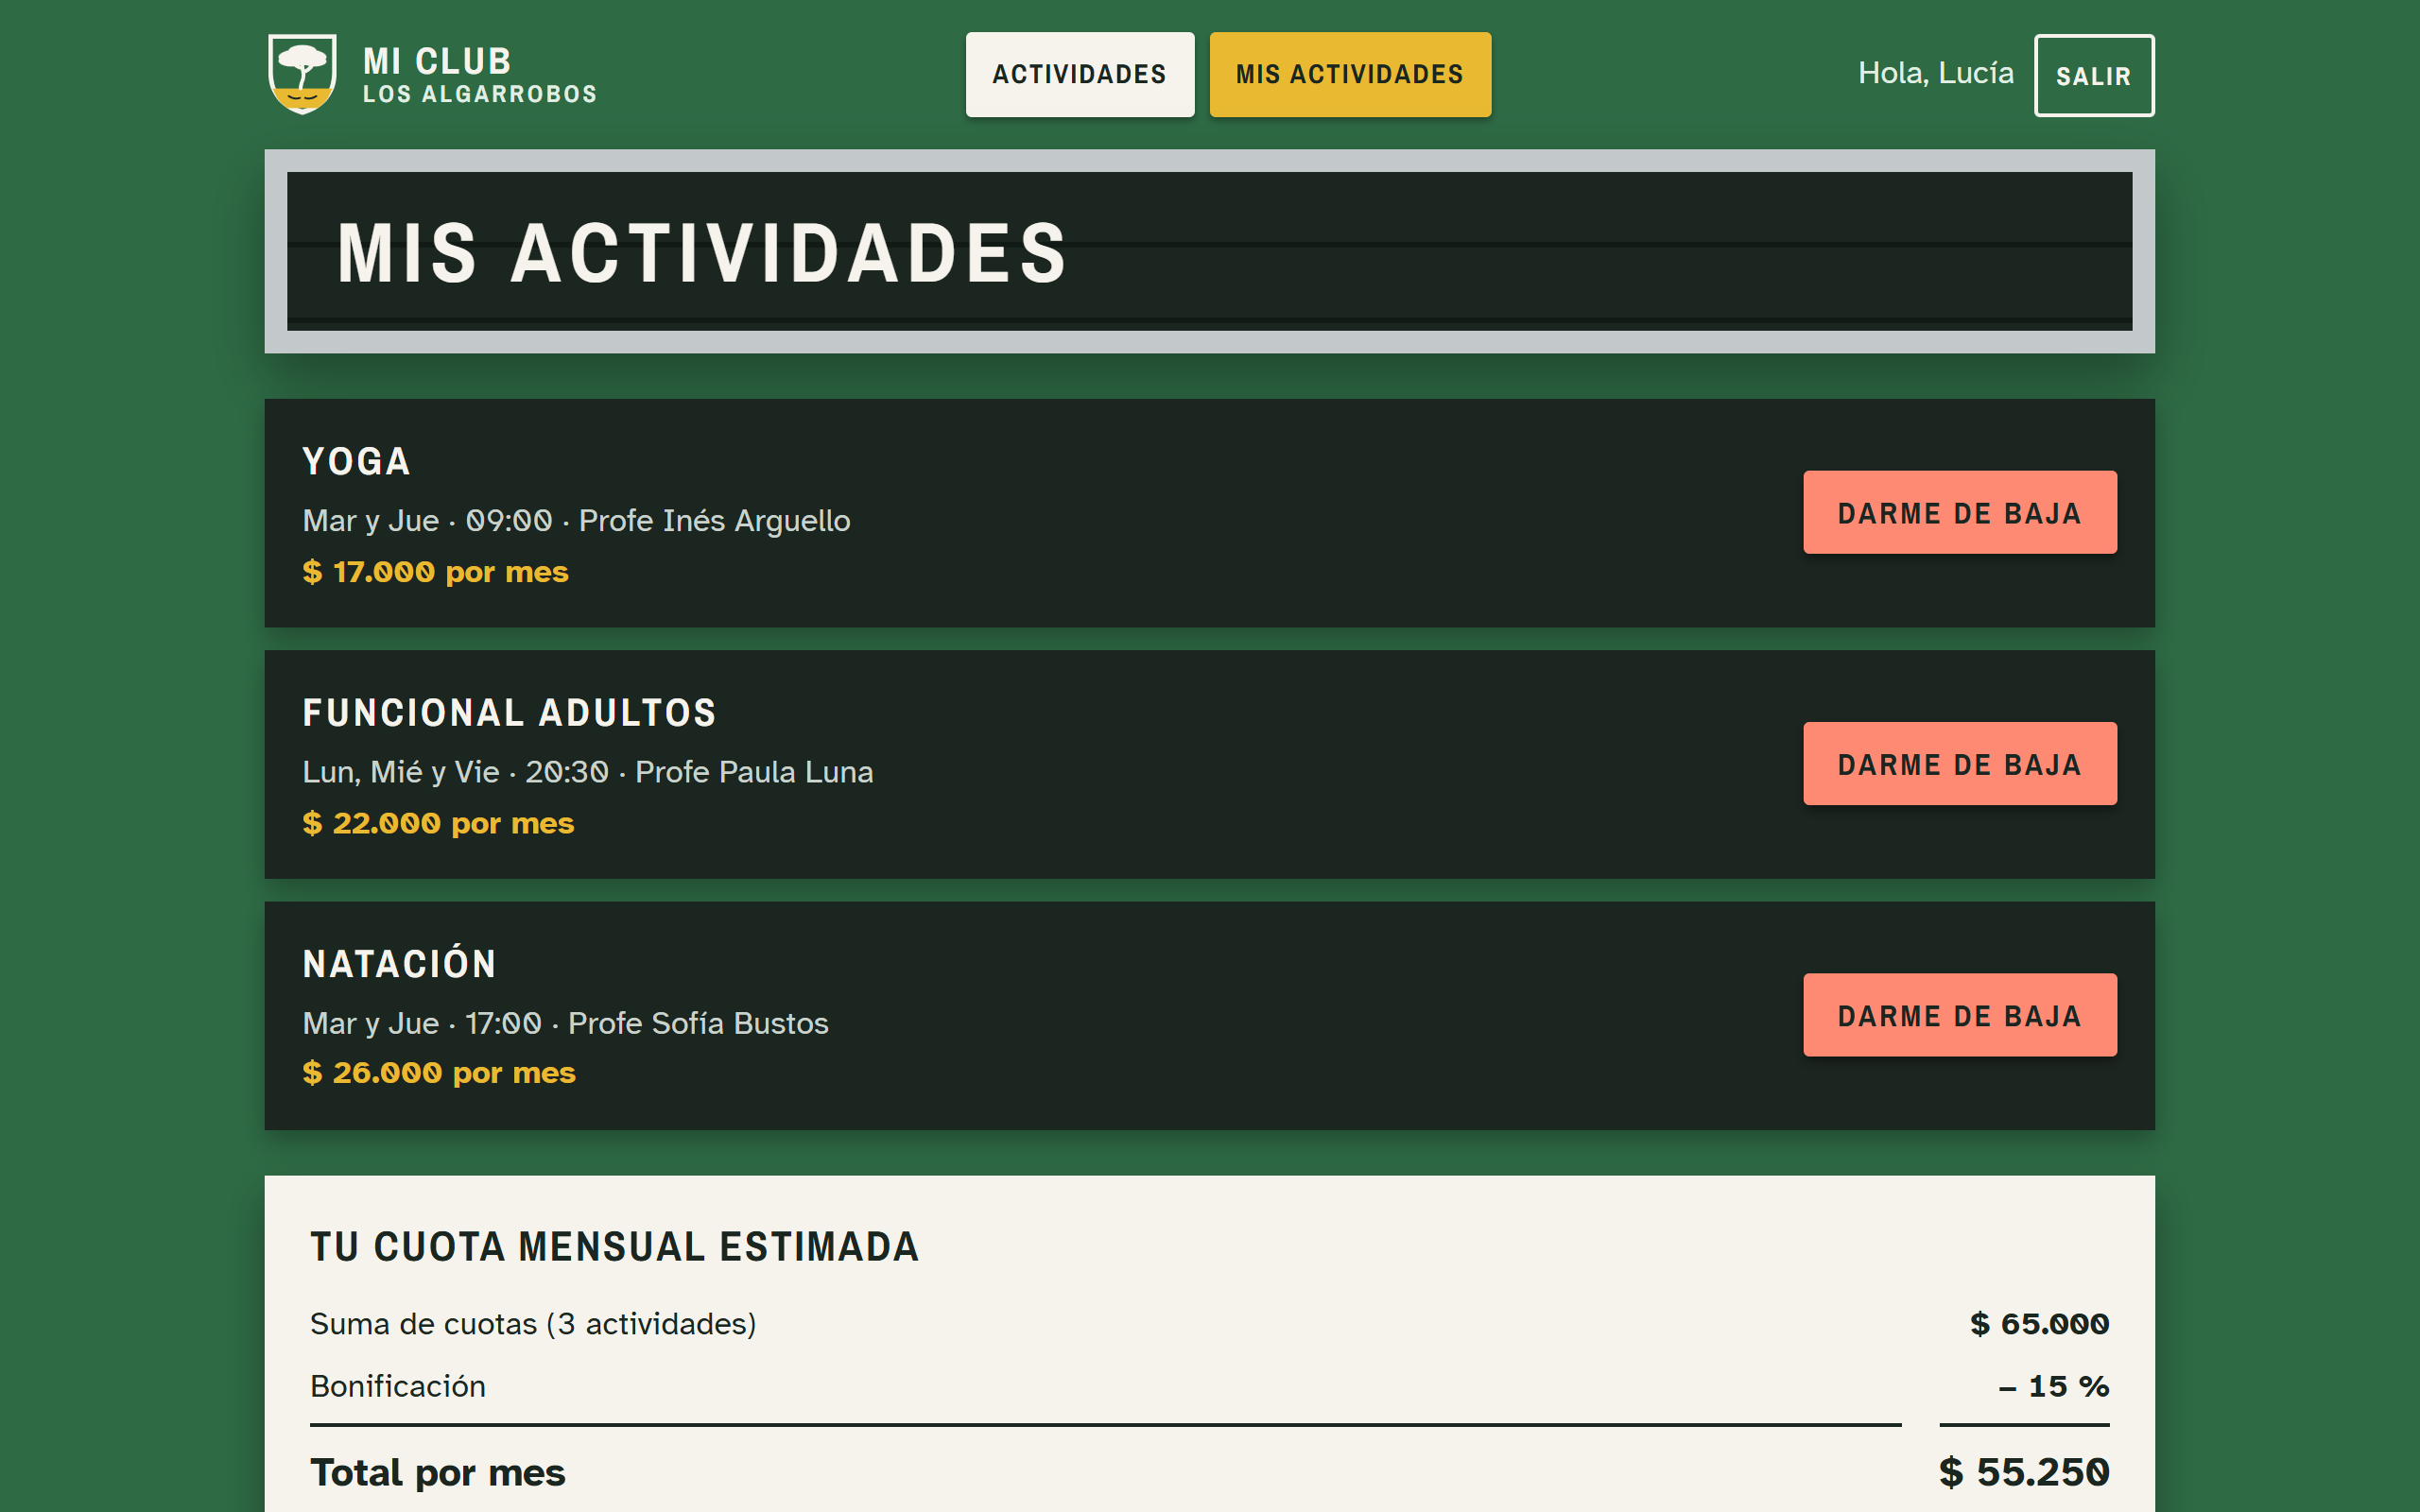 MI CLUB
LOS ALGARROBOS
ACTIVIDADES
MIS ACTIVIDADES
Hola, Lucía
SALIR
MIS ACTIVIDADES
YOGA
Mar y Jue · 09:00 · Profe Inés Arguello
$ 17.000 por mes
DARME DE BAJA
FUNCIONAL ADULTOS
Lun, Mié y Vie · 20:30 · Profe Paula Luna
$ 22.000 por mes
DARME DE BAJA
NATACIÓN
Mar y Jue · 17:00 · Profe Sofía Bustos
$ 26.000 por mes
DARME DE BAJA
TU CUOTA MENSUAL ESTIMADA
Suma de cuotas (3 actividades) $ 65.000
Bonificación – 15 %
Total por mes $ 55.250